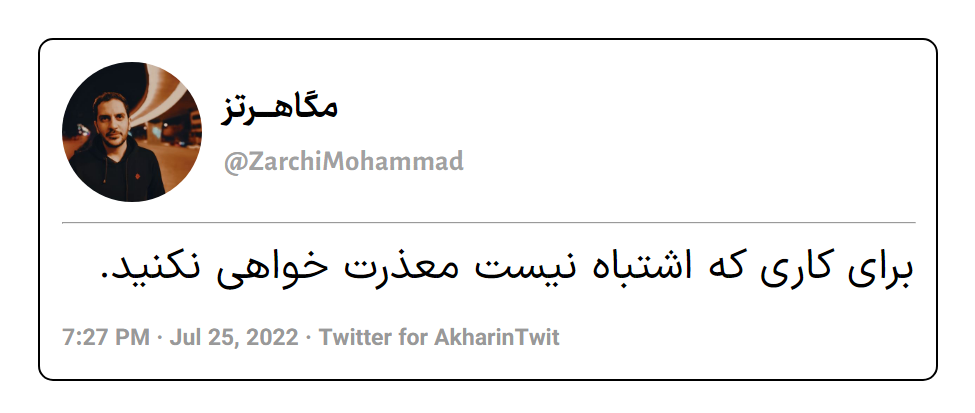 مگاهــرتز
@ZarchiMohammad
برای کاری که اشتباه نیست معذرت خواهی نکنید.
7:27 PM · Jul 25, 2022 · Twitter for AkharinTwit